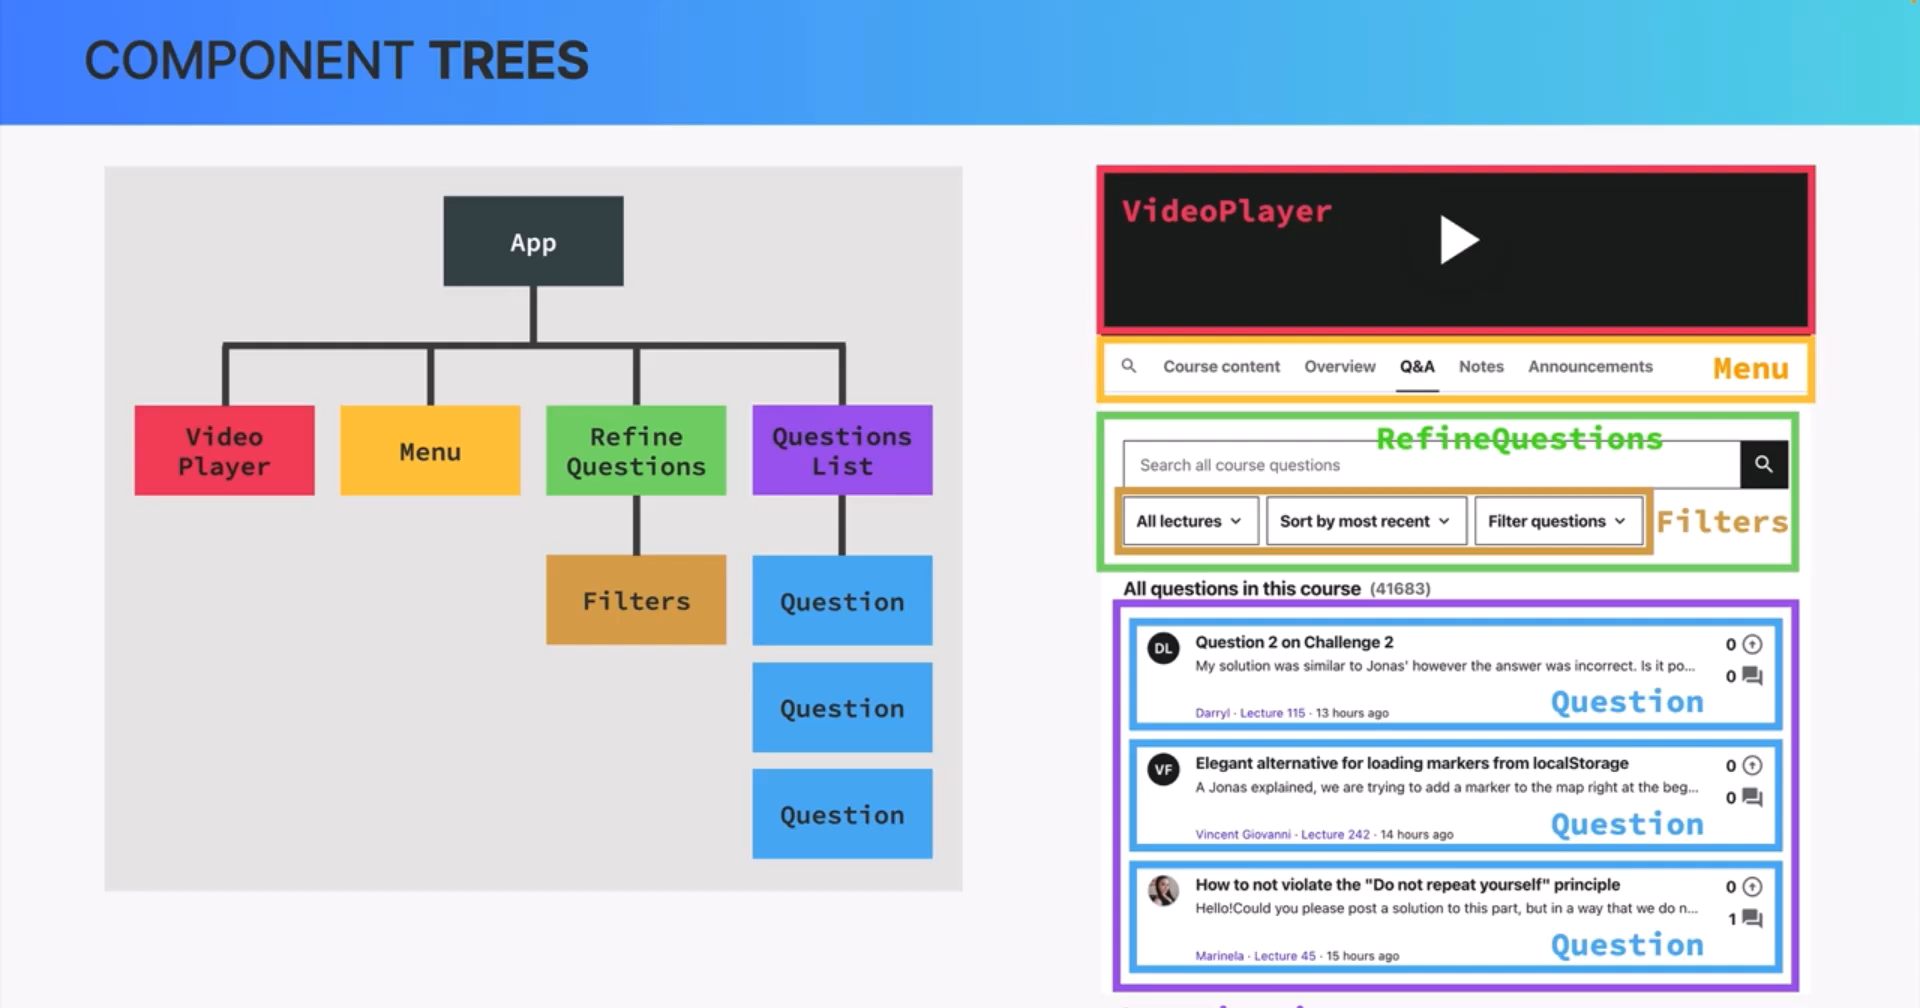 COMPONENT TREES
App
Video
Player
Menu
Refine
Questions
Questions
List
Filters
Question
Question
Question
VideoPlayer
Course content Overview Q&A Notes Announcements Menu
RefineQuestions
Search all course questions
All lectures Sort by most recent Filter questions Filters
All questions in this course (41683)
DL Question 2 on Challenge 2 0
My solution was similar to Jonas' however the answer was incorrect. Is it po...
0
Question
Darryl · Lecture 115 · 13 hours ago
VF Elegant alternative for loading markers from localStorage 0
A Jonas explained, we are trying to add a marker to the map right at the beg...
0
Question
Vincent Giovanni · Lecture 242 · 14 hours ago
How to not violate the "Do not repeat yourself" principle 0
Hello!Could you please post a solution to this part, but in a way that we do n...
1
Question
Marinela · Lecture 45 · 15 hours ago